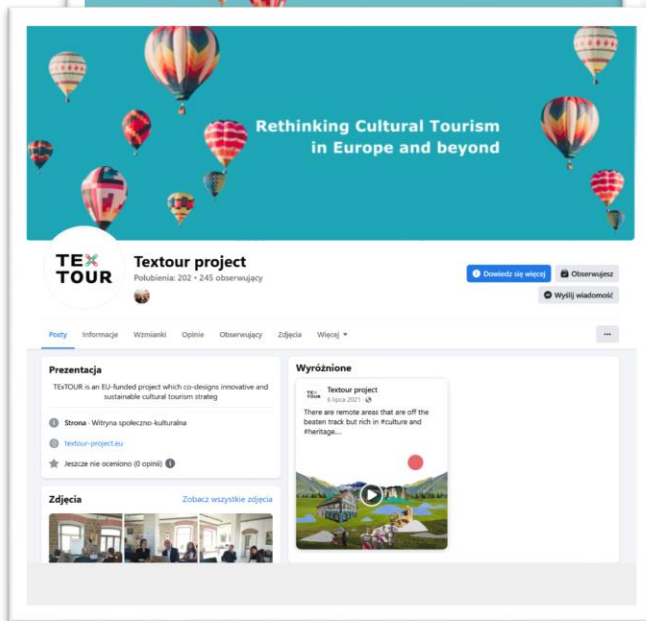 Rethinking Cultural Tourism
in Europe and beyond
TEX
TOUR
Textour project
Polubienia: 202 • 245 obserwujący
Dowiedz się więcej
Obserwujesz
Wyślij wiadomość
Posty Informacje Wzmianki Opinie Obserwujący Zdjęcia Więcej
Prezentacja
TExTOUR is an EU-funded project which co-designs innovative and
sustainable cultural tourism strateg
Strona · Witryna społeczno-kulturalna
textour-project.eu
Jeszcze nie oceniono (0 opinii)
Zdjęcia Zobacz wszystkie zdjęcia
Wyróżnione
TEX
TOUR
Textour project
6 lipca 2021
There are remote areas that are off the
beaten track but rich in #culture and
#heritage....